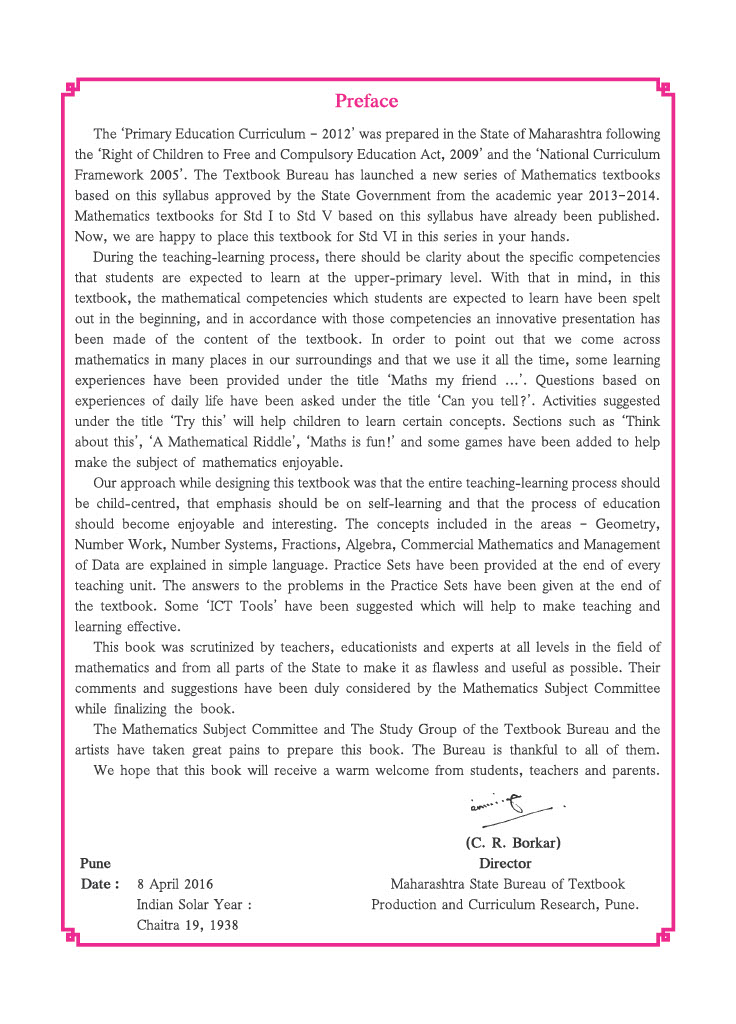 Preface
The ‘Primary Education Curriculum – 2012’ was prepared in the State of Maharashtra following
the ‘Right of Children to Free and Compulsory Education Act, 2009’ and the ‘National Curriculum
Framework 2005’. The Textbook Bureau has launched a new series of Mathematics textbooks
based on this syllabus approved by the State Government from the academic year 2013–2014.
Mathematics textbooks for Std I to Std V based on this syllabus have already been published.
Now, we are happy to place this textbook for Std VI in this series in your hands.
During the teaching-learning process, there should be clarity about the specific competencies
that students are expected to learn at the upper-primary level. With that in mind, in this
textbook, the mathematical competencies which students are expected to learn have been spelt
out in the beginning, and in accordance with those competencies an innovative presentation has
been made of the content of the textbook. In order to point out that we come across
mathematics in many places in our surroundings and that we use it all the time, some learning
experiences have been provided under the title ‘Maths my friend ...’. Questions based on
experiences of daily life have been asked under the title ‘Can you tell?’. Activities suggested
under the title ‘Try this’ will help children to learn certain concepts. Sections such as ‘Think
about this’, ‘A Mathematical Riddle’, ‘Maths is fun!’ and some games have been added to help
make the subject of mathematics enjoyable.
Our approach while designing this textbook was that the entire teaching-learning process should
be child-centred, that emphasis should be on self-learning and that the process of education
should become enjoyable and interesting. The concepts included in the areas – Geometry,
Number Work, Number Systems, Fractions, Algebra, Commercial Mathematics and Management
of Data are explained in simple language. Practice Sets have been provided at the end of every
teaching unit. The answers to the problems in the Practice Sets have been given at the end of
the textbook. Some ‘ICT Tools’ have been suggested which will help to make teaching and
learning effective.
This book was scrutinized by teachers, educationists and experts at all levels in the field of
mathematics and from all parts of the State to make it as flawless and useful as possible. Their
comments and suggestions have been duly considered by the Mathematics Subject Committee
while finalizing the book.
The Mathematics Subject Committee and The Study Group of the Textbook Bureau and the
artists have taken great pains to prepare this book. The Bureau is thankful to all of them.
We hope that this book will receive a warm welcome from students, teachers and parents.
(C. R. Borkar)
Pune Director
Date : 8 April 2016 Maharashtra State Bureau of Textbook
Indian Solar Year : Production and Curriculum Research, Pune.
Chaitra 19, 1938